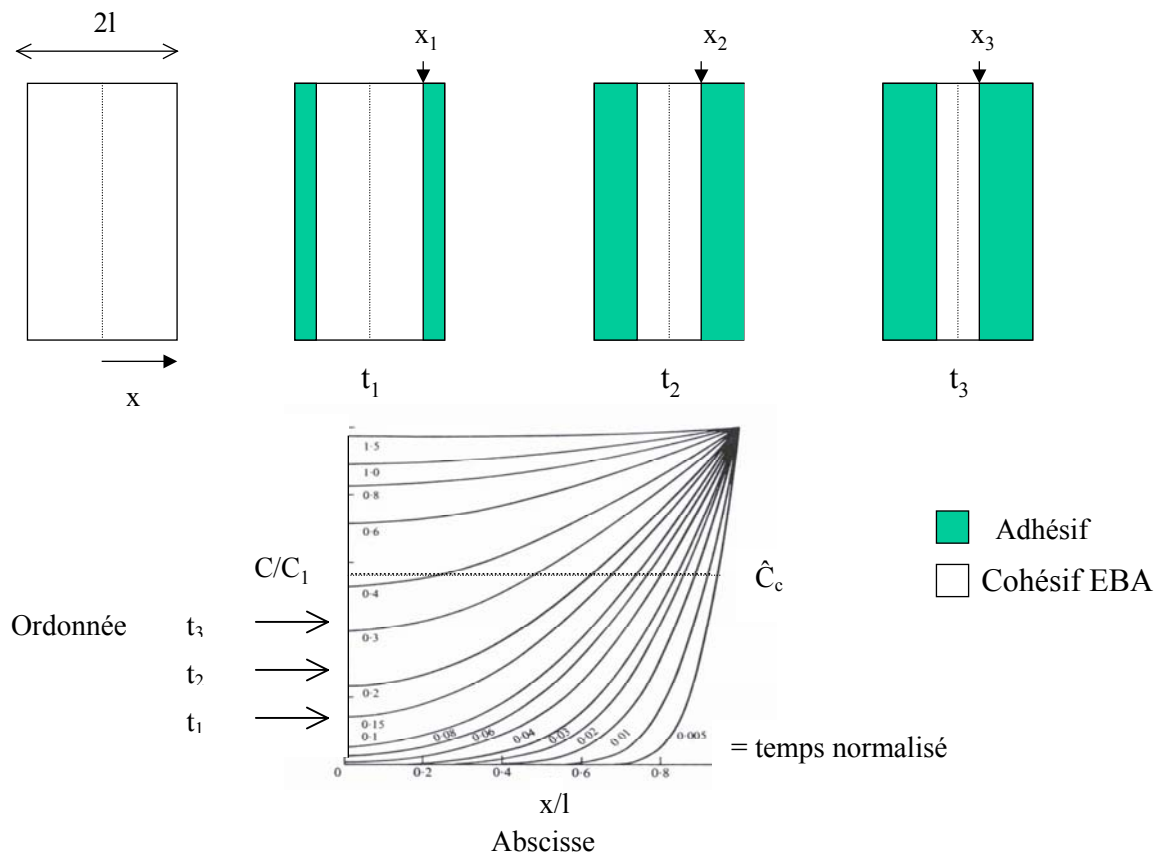 2l
x₁
x₂
x₃
x
t₁
t₂
t₃
1·5
1·0
0·8
0·6
C/C₁
Ĉc
0·4
Adhésif
Cohésif EBA
Ordonnée
t₃
0·3
t₂
0·2
t₁
0·15
0·1
0·08
0·06
0·04
0·03
0·02
0·01
0·005
= temps normalisé
0
0·2
0·4
0·6
0·8
x/l
Abscisse